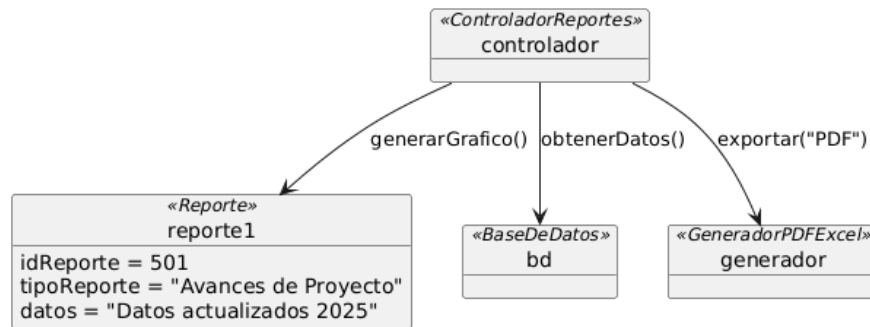 «ControladorReportes»
controlador
generarGrafico()
obtenerDatos()
exportar("PDF")
«Reporte»
reporte1
idReporte = 501
tipoReporte = "Avances de Proyecto"
datos = "Datos actualizados 2025"
«BaseDeDatos»
bd
«GeneradorPDFExcel»
generador